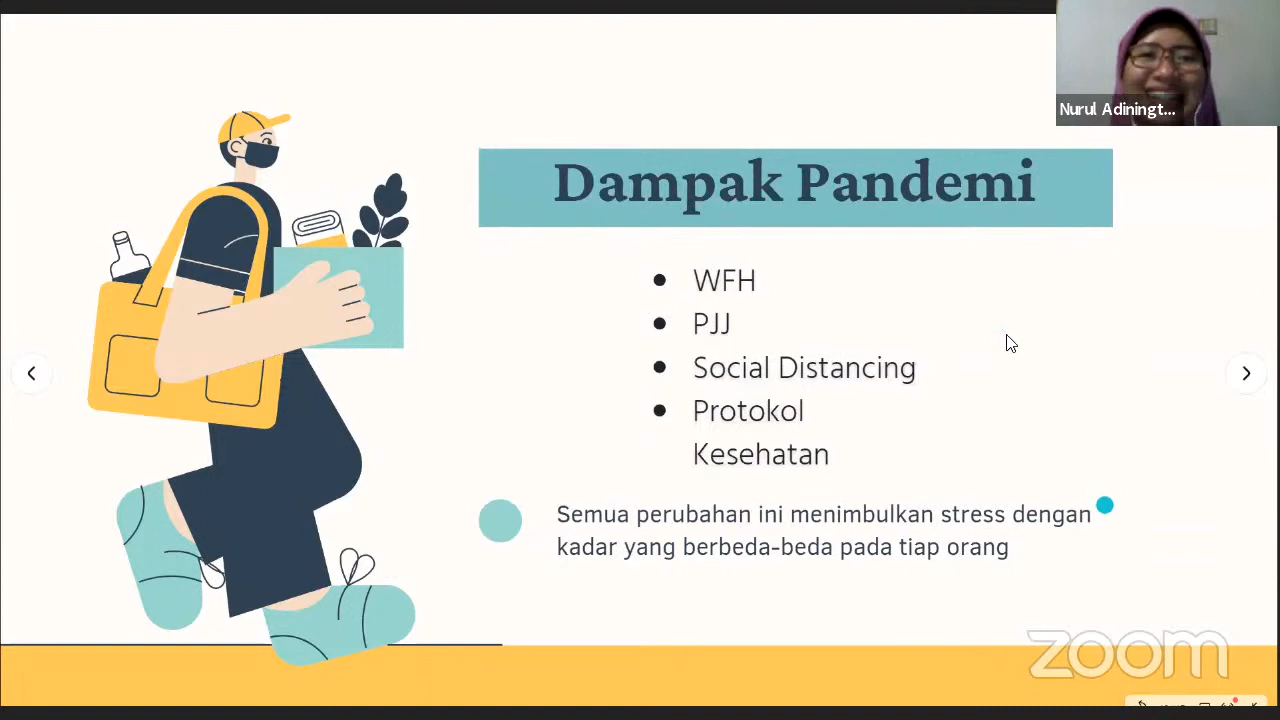 Nurul Adiningt...
Dampak Pandemi
WFH
PJJ
Social Distancing
Protokol
Kesehatan
Semua perubahan ini menimbulkan stress dengan
kadar yang berbeda-beda pada tiap orang
zoom